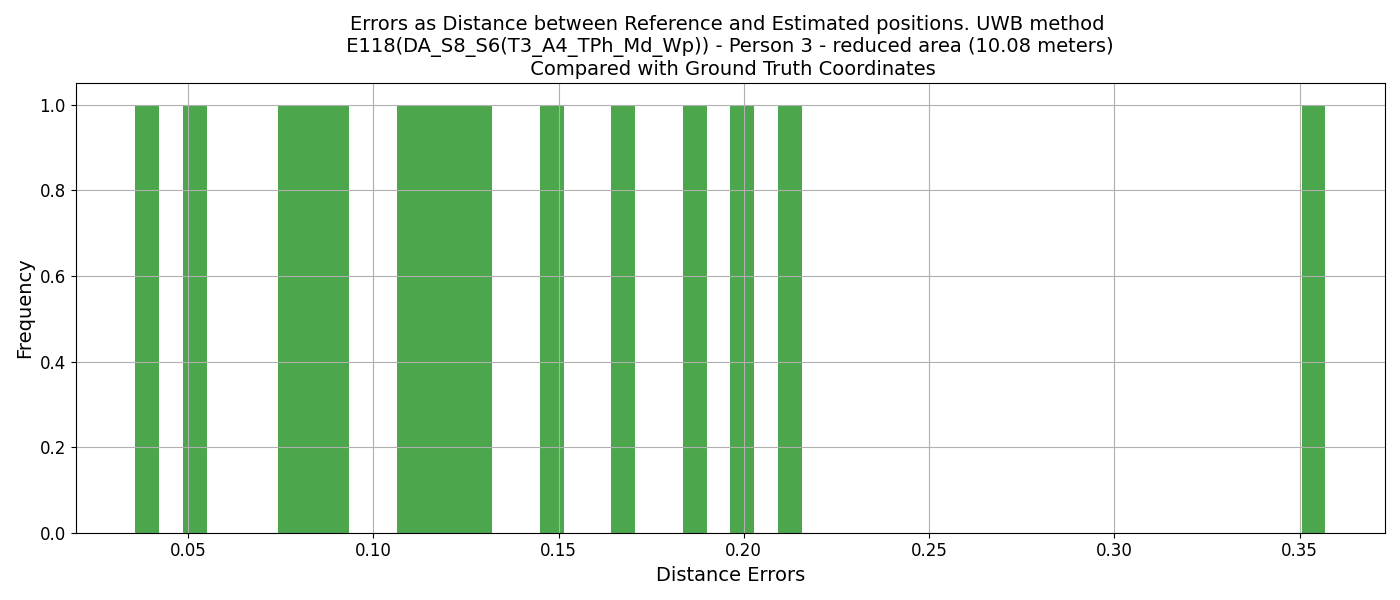 Errors as Distance between Reference and Estimated positions. UWB method
E118(DA_S8_S6(T3_A4_TPh_Md_Wp)) - Person 3 - reduced area (10.08 meters)
Compared with Ground Truth Coordinates
Frequency
1.0
0.8
0.6
0.4
0.2
0.0
0.05 0.10 0.15 0.20 0.25 0.30 0.35
Distance Errors